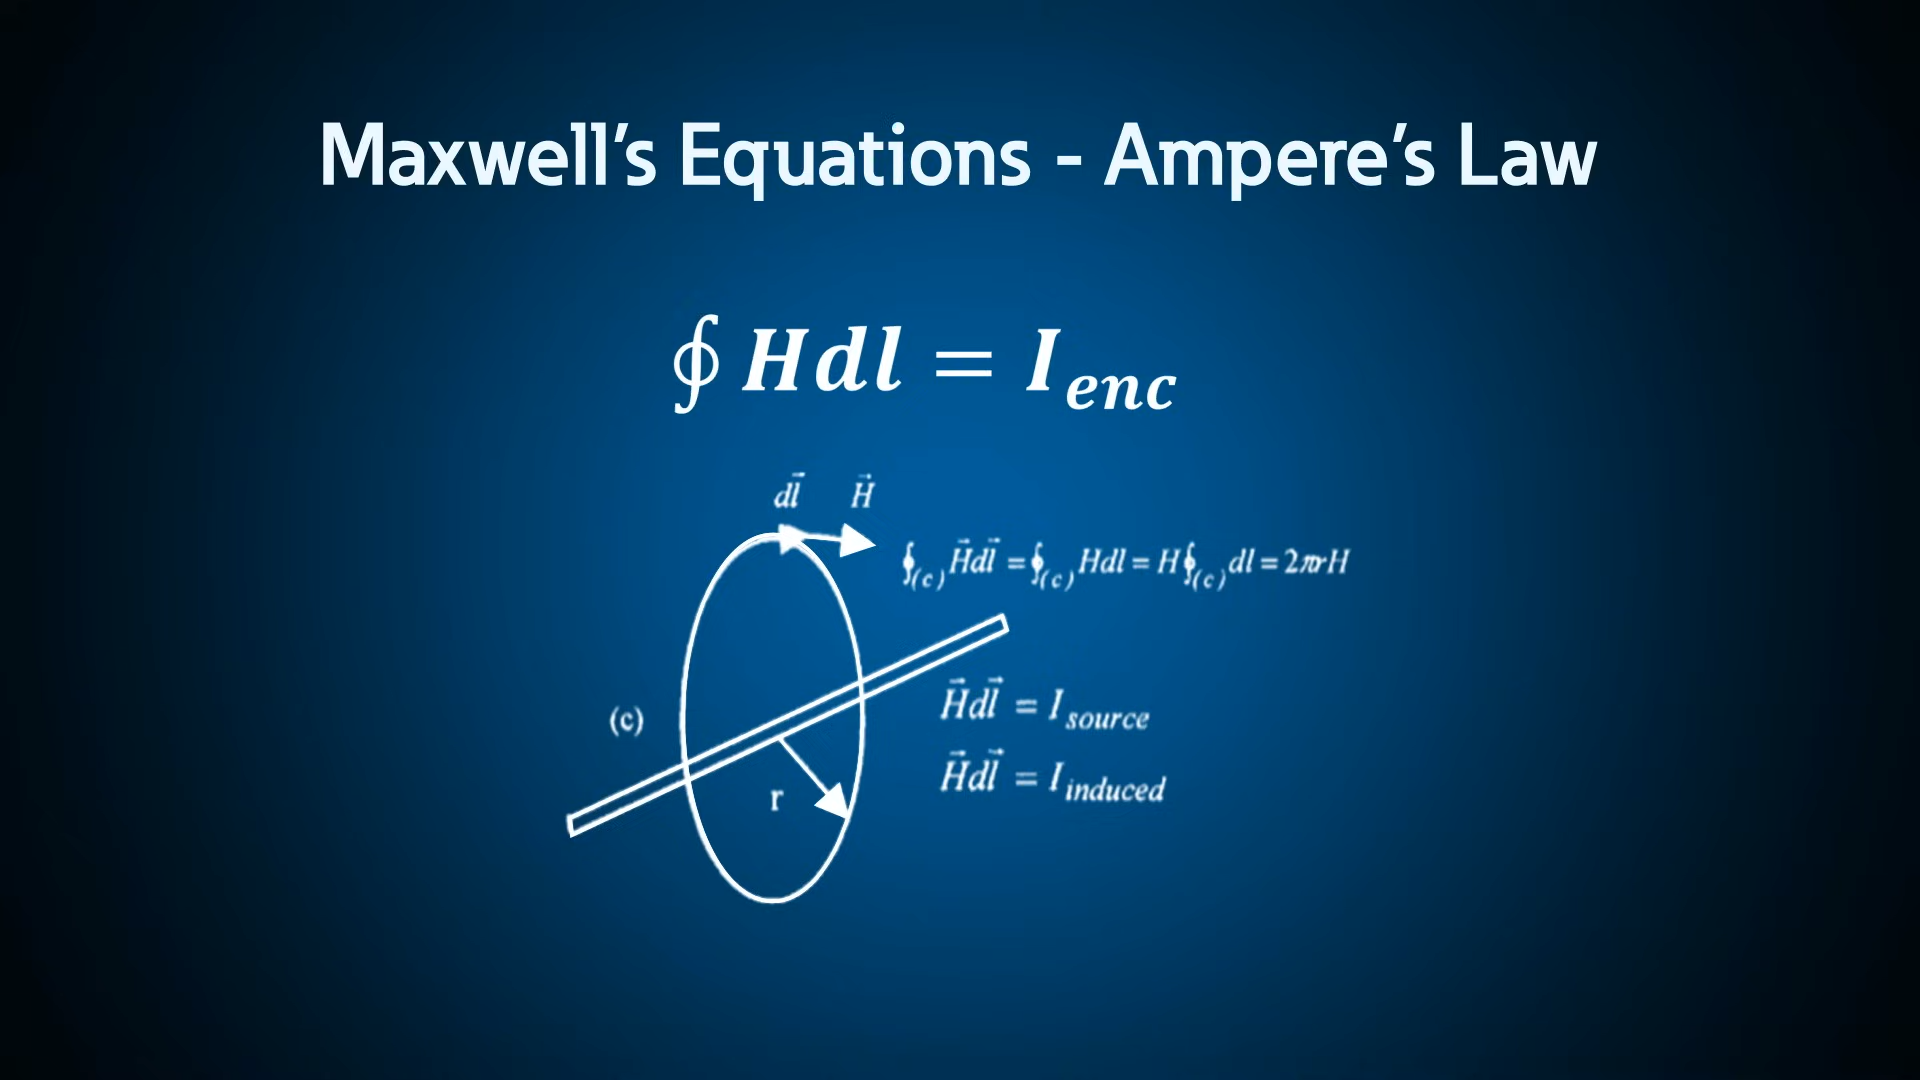 Maxwell's Equations - Ampere's Law
∮ Hdl = I_enc
dl⃗ H⃗
∮_(c) H⃗dl⃗ = ∮_(c) Hdl = H∮_(c) dl = 2πrH
H⃗dl⃗ = I_source
(c)
H⃗dl⃗ = I_induced
r